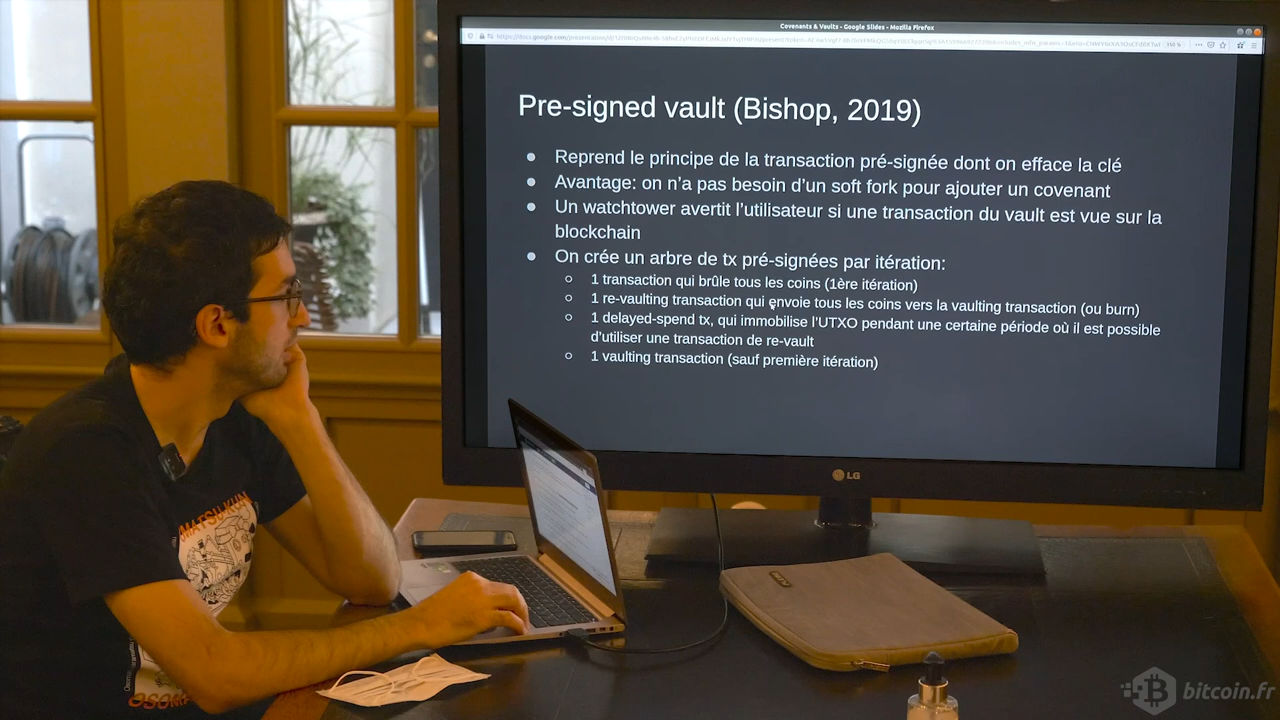 Covenants & Vaults - Google Slides - Mozilla Firefox
Pre-signed vault (Bishop, 2019)
Reprend le principe de la transaction pré-signée dont on efface la clé
Avantage: on n'a pas besoin d'un soft fork pour ajouter un covenant
Un watchtower avertit l'utilisateur si une transaction du vault est vue sur la
blockchain
On crée un arbre de tx pré-signées par itération:
1 transaction qui brûle tous les coins (1ère itération)
1 re-vaulting transaction qui envoie tous les coins vers la vaulting transaction (ou burn)
1 delayed-spend tx, qui immobilise l'UTXO pendant une certaine période où il est possible
d'utiliser une transaction de re-vault
1 vaulting transaction (sauf première itération)
LG
bitcoin.fr